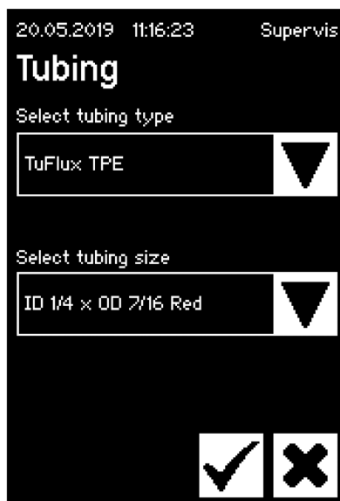 20.05.2019 11:16:23 Supervis
Tubing
Select tubing type
TuFlux TPE
Select tubing size
ID 1/4 x OD 7/16 Red